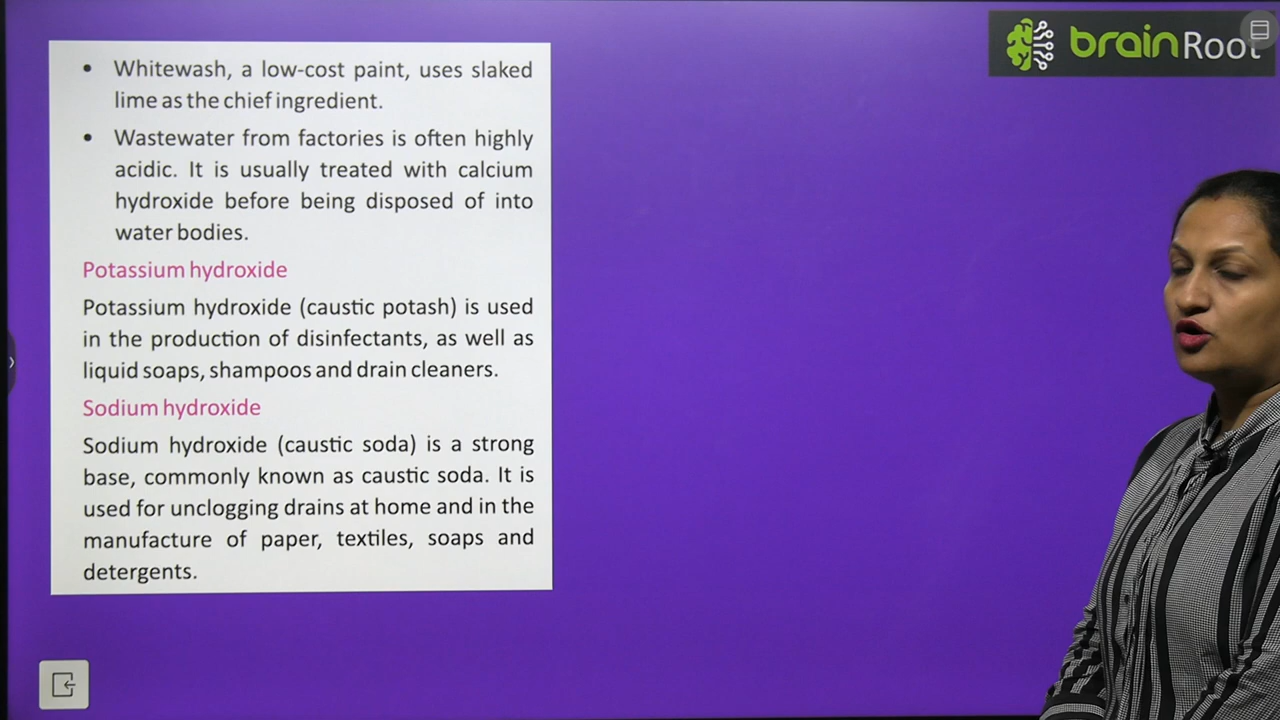 • Whitewash, a low-cost paint, uses slaked
lime as the chief ingredient.
• Wastewater from factories is often highly
acidic. It is usually treated with calcium
hydroxide before being disposed of into
water bodies.
Potassium hydroxide
Potassium hydroxide (caustic potash) is used
in the production of disinfectants, as well as
liquid soaps, shampoos and drain cleaners.
Sodium hydroxide
Sodium hydroxide (caustic soda) is a strong
base, commonly known as caustic soda. It is
used for unclogging drains at home and in the
manufacture of paper, textiles, soaps and
detergents.
brainRoot